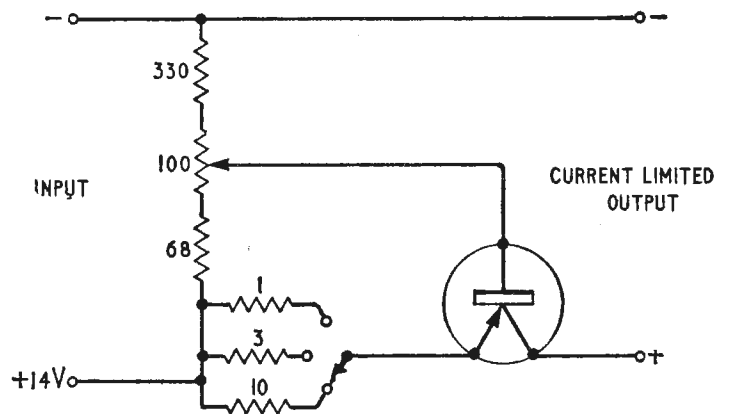 − −
330
100
INPUT
CURRENT LIMITED
OUTPUT
68
1
3
+
+14V
10